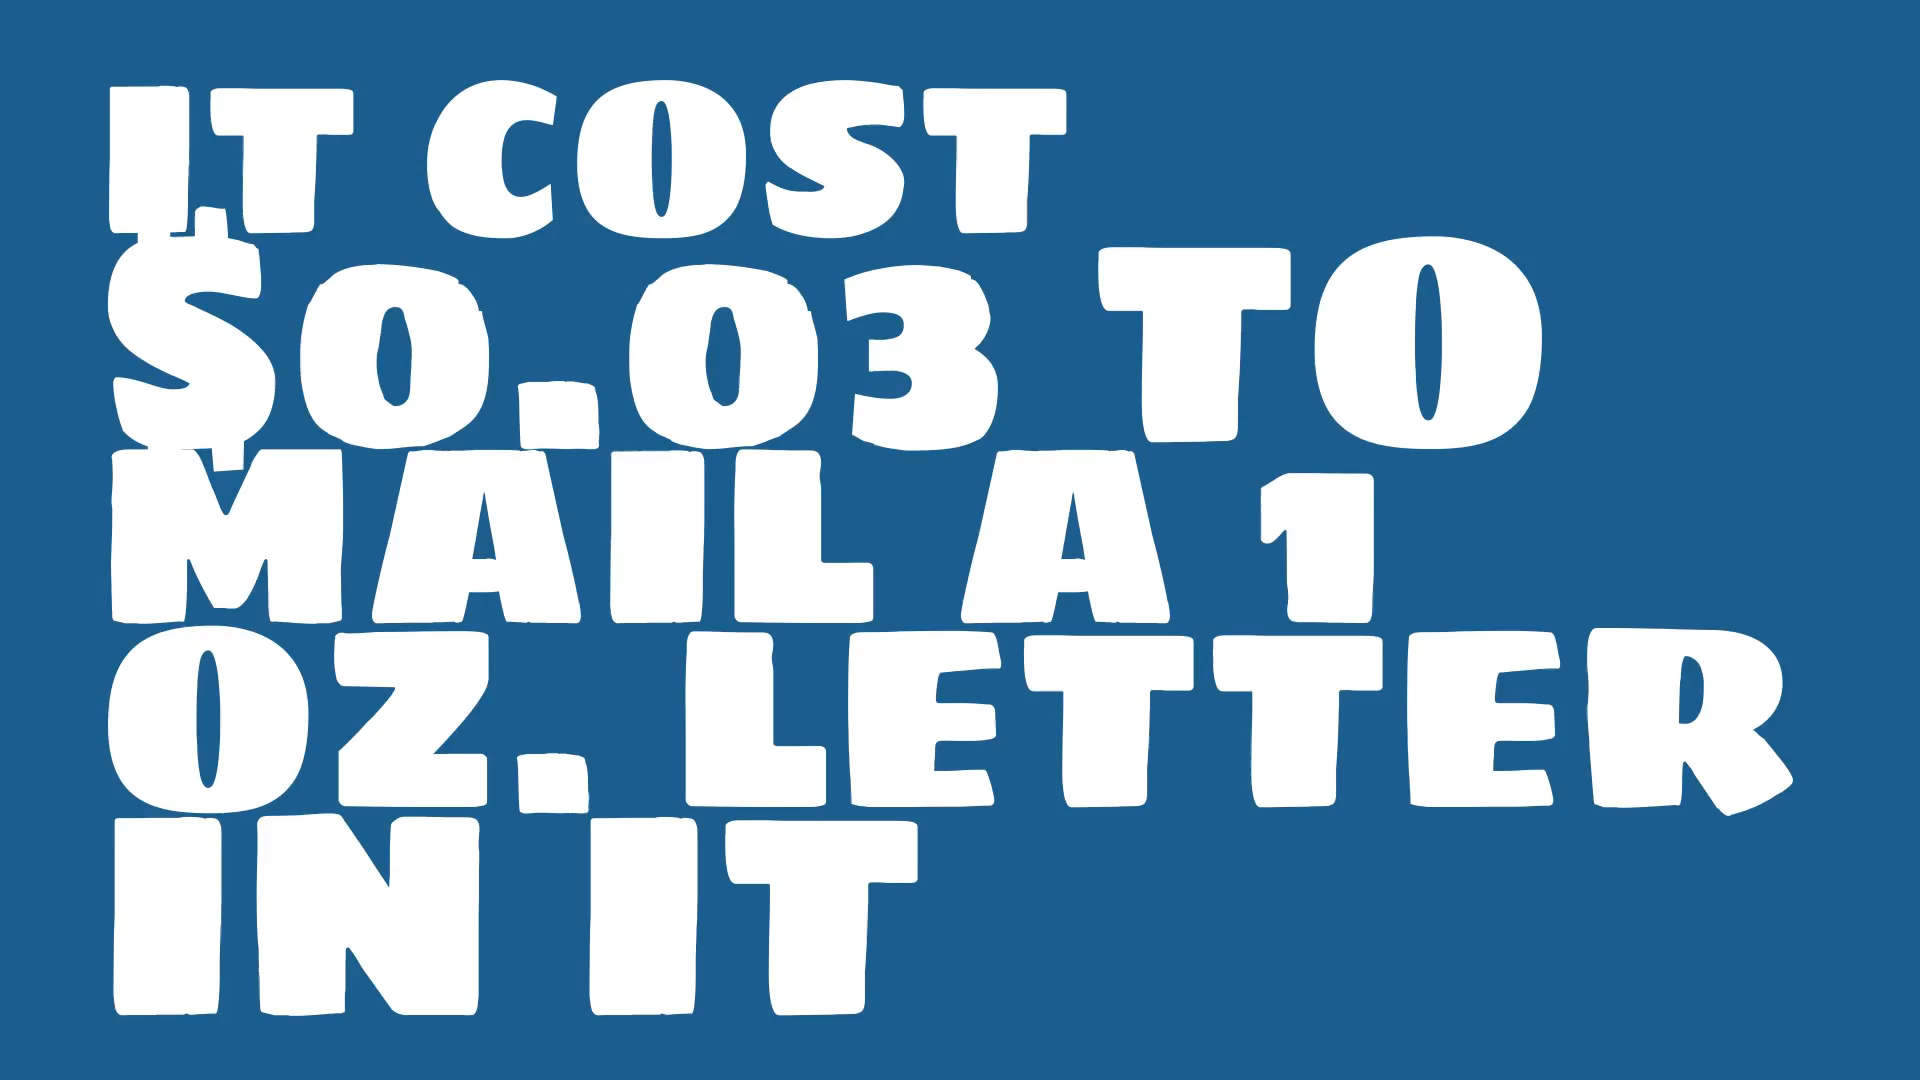 IT COST
$0.03 TO
MAIL A 1
OZ. LETTER
IN IT